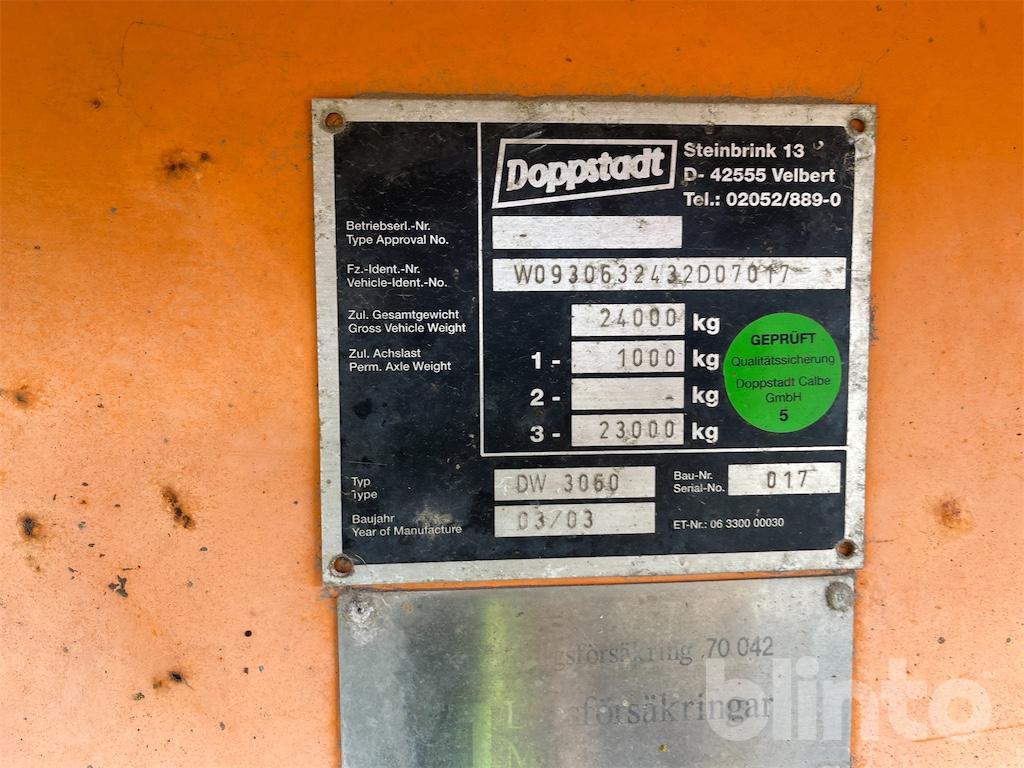 Doppstadt
Steinbrink 13
D- 42555 Velbert
Tel.: 02052/889-0
Betriebserl.-Nr.
Type Approval No.
Fz.-Ident.-Nr.
Vehicle-Ident.-No.
W0930632432D07017
Zul. Gesamtgewicht
Gross Vehicle Weight
24000 kg
Zul. Achslast
Perm. Axle Weight
1- 1000 kg
2- kg
3- 23000 kg
GEPRÜFT
Qualitätssicherung
Doppstadt Calbe
GmbH
5
Typ
Type
DW 3060
Bau-Nr.
Serial-No.
017
Baujahr
Year of Manufacture
03/03
ET-Nr.: 06 3300 00030
gsförsäkring 70 042
försäkringar
blinto